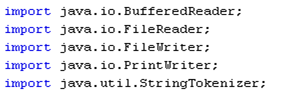 import java.io.BufferedReader;
import java.io.FileReader;
import java.io.FileWriter;
import java.io.PrintWriter;
import java.util.StringTokenizer;